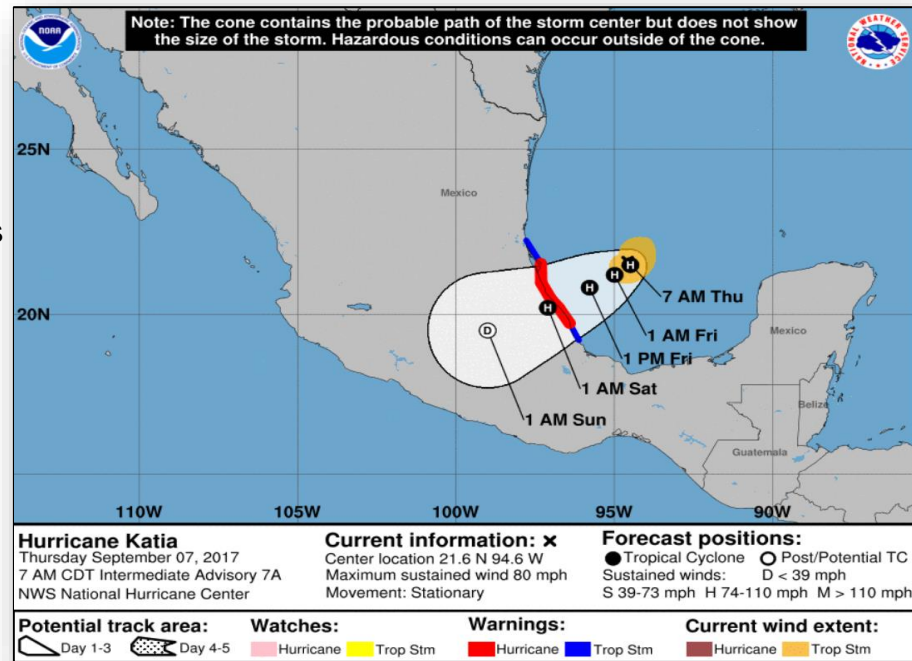 Note: The cone contains the probable path of the storm center but does not show
the size of the storm. Hazardous conditions can occur outside of the cone.
NOAA
NATIONAL WEATHER SERVICE
25N
Mexico
s
7 AM Thu
20N
1 AM Fri
Mexico
1 PM Fri
1 AM Sat
D
H
H
H
H
1 AM Sun
Belize
Guatemala
110W 105W 100W 95W 90W
Hurricane Katia
Thursday September 07, 2017
7 AM CDT Intermediate Advisory 7A
NWS National Hurricane Center
Current information: x
Center location 21.6 N 94.6 W
Maximum sustained wind 80 mph
Movement: Stationary
Forecast positions:
Tropical Cyclone Post/Potential TC
Sustained winds: D < 39 mph
S 39-73 mph H 74-110 mph M > 110 mph
Potential track area:
Day 1-3 Day 4-5
Watches:
Hurricane Trop Stm
Warnings:
Hurricane Trop Stm
Current wind extent:
Hurricane Trop Stm